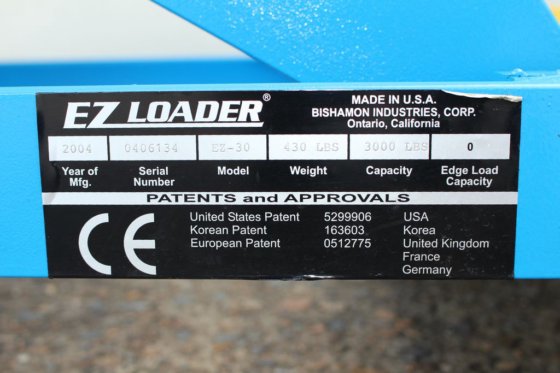 EZ LOADER®
MADE IN U.S.A.
BISHAMON INDUSTRIES, CORP.
Ontario, California
2004 0406134 EZ-30 430 LBS 3000 LBS 0
Year of Mfg. Serial Number Model Weight Capacity Edge Load Capacity
PATENTS and APPROVALS
CE
United States Patent 5299906 USA
Korean Patent 163603 Korea
European Patent 0512775 United Kingdom
France
Germany